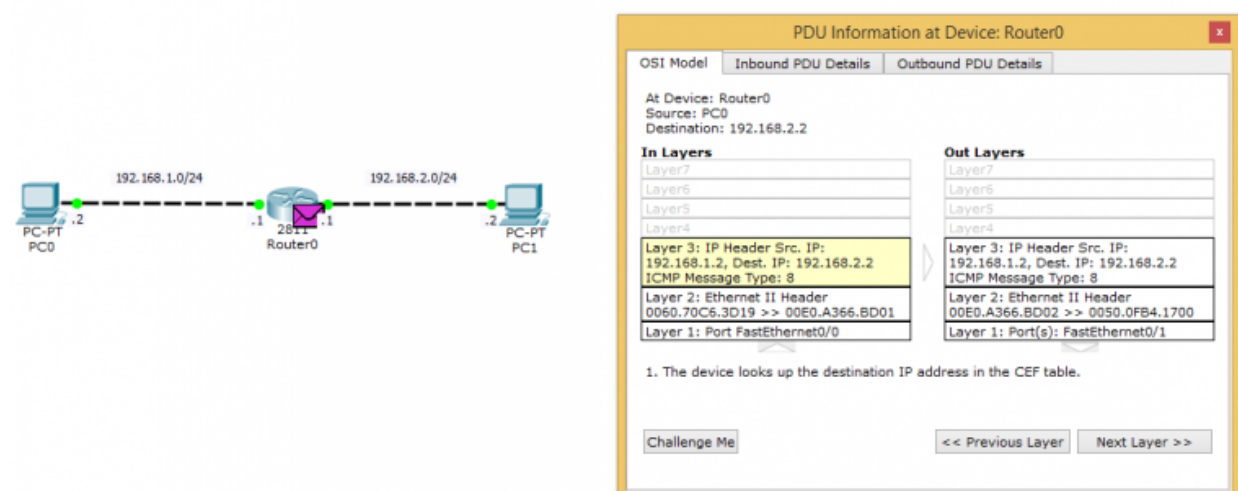 192.168.1.0/24
192.168.2.0/24
.2
.1
.1
.2
PC-PT
PC0
2811
Router0
PC-PT
PC1
PDU Information at Device: Router0
x
OSI Model
Inbound PDU Details
Outbound PDU Details
At Device: Router0
Source: PC0
Destination: 192.168.2.2
In Layers
Layer7
Layer6
Layer5
Layer4
Layer 3: IP Header Src. IP:
192.168.1.2, Dest. IP: 192.168.2.2
ICMP Message Type: 8
Layer 2: Ethernet II Header
0060.70C6.3D19 >> 00E0.A366.BD01
Layer 1: Port FastEthernet0/0
Out Layers
Layer7
Layer6
Layer5
Layer4
Layer 3: IP Header Src. IP:
192.168.1.2, Dest. IP: 192.168.2.2
ICMP Message Type: 8
Layer 2: Ethernet II Header
00E0.A366.BD02 >> 0050.0FB4.1700
Layer 1: Port(s): FastEthernet0/1
1. The device looks up the destination IP address in the CEF table.
Challenge Me
<< Previous Layer
Next Layer >>